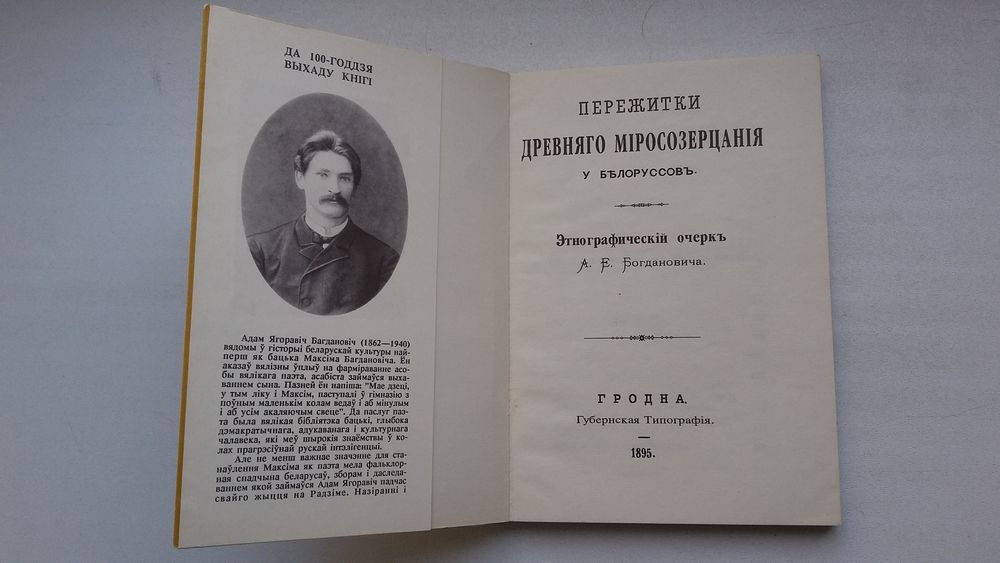 ДА 100-ГОДДЗЯ
ВЫХАДУ КНІГІ
Адам Ягоравіч Багдановіч (1862—1940)
вядомы ў гісторыі беларускай культуры най-
перш як бацька Максіма Багдановіча. Ён
аказаў вялізны ўплыў на фарміраванне асо-
бы вялікага паэта, асабіста займаўся выха-
ваннем сына. Пазней ён напіша: "Мае дзеці,
у тым ліку і Максім, паступалі ў гімназію з
поўным маленькім колам ведаў і аб мінулым
і аб усім акаляючым свеце". Да паслуг паэ-
та была вялікая бібліятэка бацькі, глыбока
дэмакратычнага, адукаванага і культурнага
чалавека, які меў шырокія знаёмствы ў ко-
лах прагрэсіўнай рускай інтэлігенцыі.
Але не менш важнае значэнне для ста-
наўлення Максіма як паэта мела фальклор-
ная спадчына беларусаў, зборам і даследа-
ваннем якой займаўся Адам Ягоравіч падчас
свайго жыцця на Радзіме. Назіранні і
ПЕРЕЖИТКИ
ДРЕВНЯГО МІРОСОЗЕРЦАНІЯ
У БѢЛОРУССОВЪ.
Этнографическій очеркъ
А. Е. Богдановича.
ГРОДНА.
Губернская Типографія.
1895.